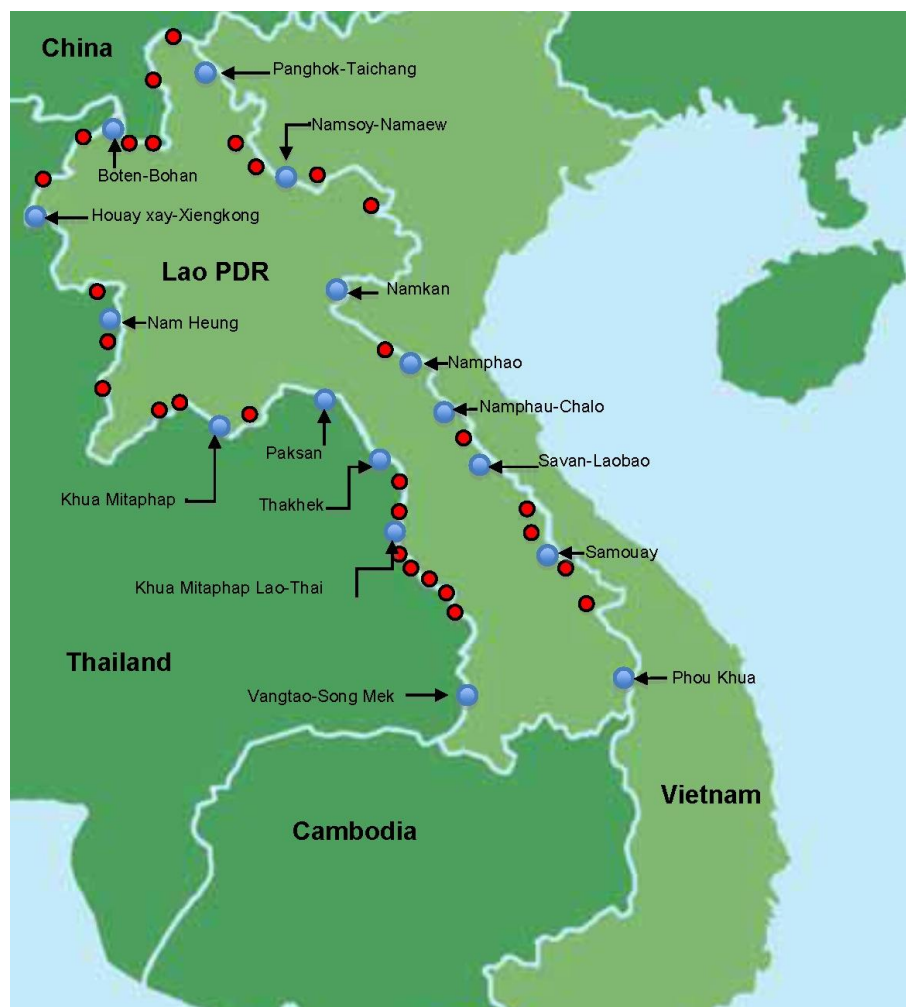 China
Panghok-Taichang
Namsoy-Namaew
Boten-Bohan
Houay xay-Xiengkong
Lao PDR
Namkan
Nam Heung
Namphao
Namphau-Chalo
Paksan
Savan-Laobao
Khua Mitaphap
Thakhek
Samouay
Khua Mitaphap Lao-Thai
Thailand
Phou Khua
Vangtao-Song Mek
Vietnam
Cambodia